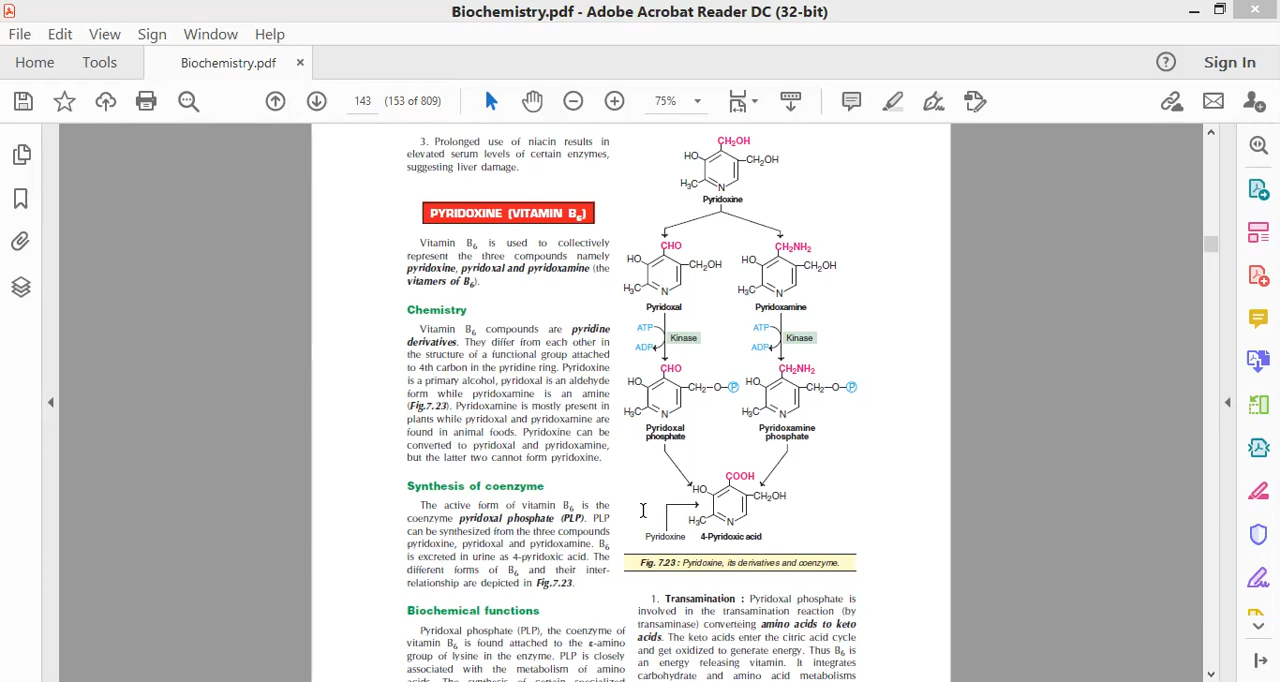 Biochemistry.pdf - Adobe Acrobat Reader DC (32-bit)
File Edit View Sign Window Help
Home Tools Biochemistry.pdf × ? Sign In
143 (153 of 809) 75%
3. Prolonged use of niacin results in
elevated serum levels of certain enzymes,
suggesting liver damage.
PYRIDOXINE (VITAMIN B6)
Vitamin B6 is used to collectively
represent the three compounds namely
pyridoxine, pyridoxal and pyridoxamine (the
vitamers of B6).
Chemistry
Vitamin B6 compounds are pyridine
derivatives. They differ from each other in
the structure of a functional group attached
to 4th carbon in the pyridine ring. Pyridoxine
is a primary alcohol, pyridoxal is an aldehyde
form while pyridoxamine is an amine
(Fig.7.23). Pyridoxamine is mostly present in
plants while pyridoxal and pyridoxamine are
found in animal foods. Pyridoxine can be
converted to pyridoxal and pyridoxamine,
but the latter two cannot form pyridoxine.
Synthesis of coenzyme
The active form of vitamin B6 is the
coenzyme pyridoxal phosphate (PLP). PLP
can be synthesized from the three compounds
pyridoxine, pyridoxal and pyridoxamine. B6
is excreted in urine as 4-pyridoxic acid. The
different forms of B6 and their inter-
relationship are depicted in Fig.7.23.
Biochemical functions
Pyridoxal phosphate (PLP), the coenzyme of
vitamin B6 is found attached to the ε-amino
group of lysine in the enzyme. PLP is closely
associated with the metabolism of amino
acids. The synthesis of certain specialized
CH2OH
HO CH2OH
H3C N
Pyridoxine
CHO CH2NH2
HO CH2OH HO CH2OH
H3C N H3C N
Pyridoxal Pyridoxamine
ATP ATP
Kinase Kinase
ADP ADP
CHO CH2NH2
HO CH2–O–P HO CH2–O–P
H3C N H3C N
Pyridoxal Pyridoxamine
phosphate phosphate
COOH
HO CH2OH
H3C N
Pyridoxine 4-Pyridoxic acid
Fig. 7.23 : Pyridoxine, its derivatives and coenzyme.
1. Transamination : Pyridoxal phosphate is
involved in the transamination reaction (by
transaminase) converteing amino acids to keto
acids. The keto acids enter the citric acid cycle
and get oxidized to generate energy. Thus B6 is
an energy releasing vitamin. It integrates
carbohydrate and amino acid metabolisms